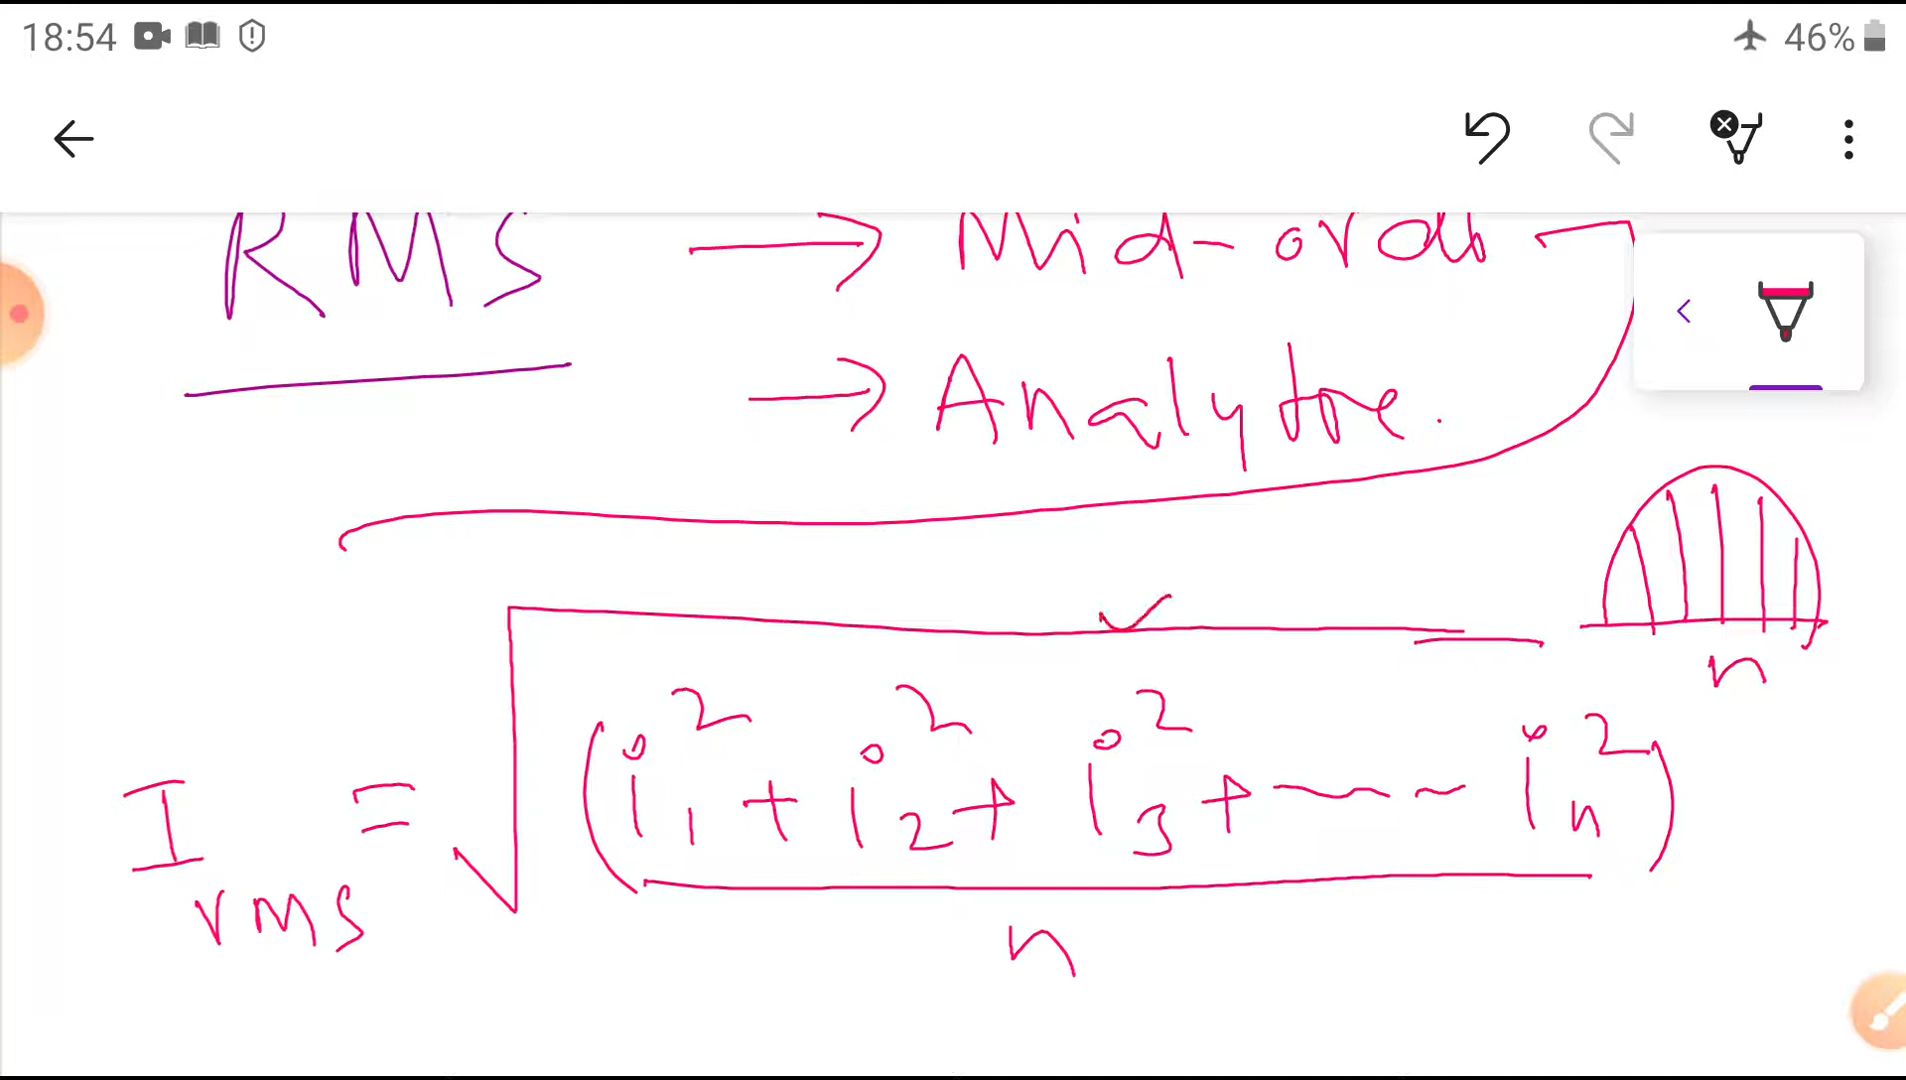 18:54 46%
RMS → Mid-ordi
→ Analytre.
n
I rms = √((i₁² + i₂² + i₃² + ---- iₙ²) / n)